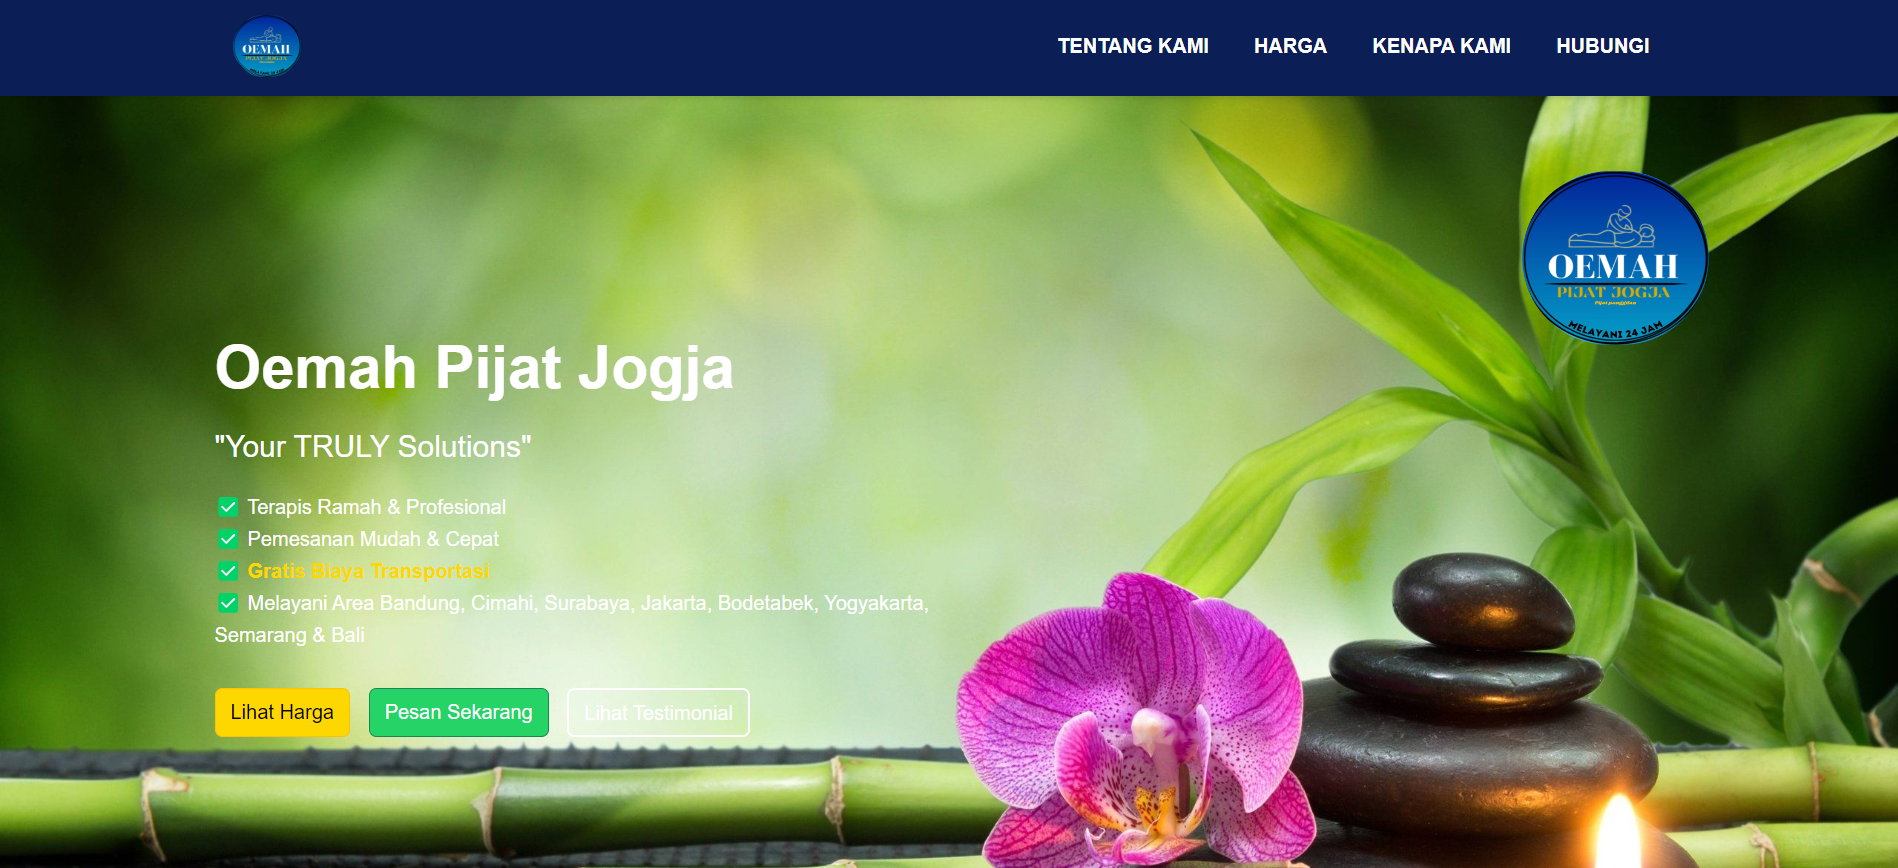 OEMAH
PIJAT JOGJA
TENTANG KAMI
HARGA
KENAPA KAMI
HUBUNGI
OEMAH
PIJAT JOGJA
Pijat panggilan
MELAYANI 24 JAM
Oemah Pijat Jogja
"Your TRULY Solutions"
Terapis Ramah & Profesional
Pemesanan Mudah & Cepat
Gratis Biaya Transportasi
Melayani Area Bandung, Cimahi, Surabaya, Jakarta, Bodetabek, Yogyakarta,
Semarang & Bali
Lihat Harga
Pesan Sekarang
Lihat Testimonial